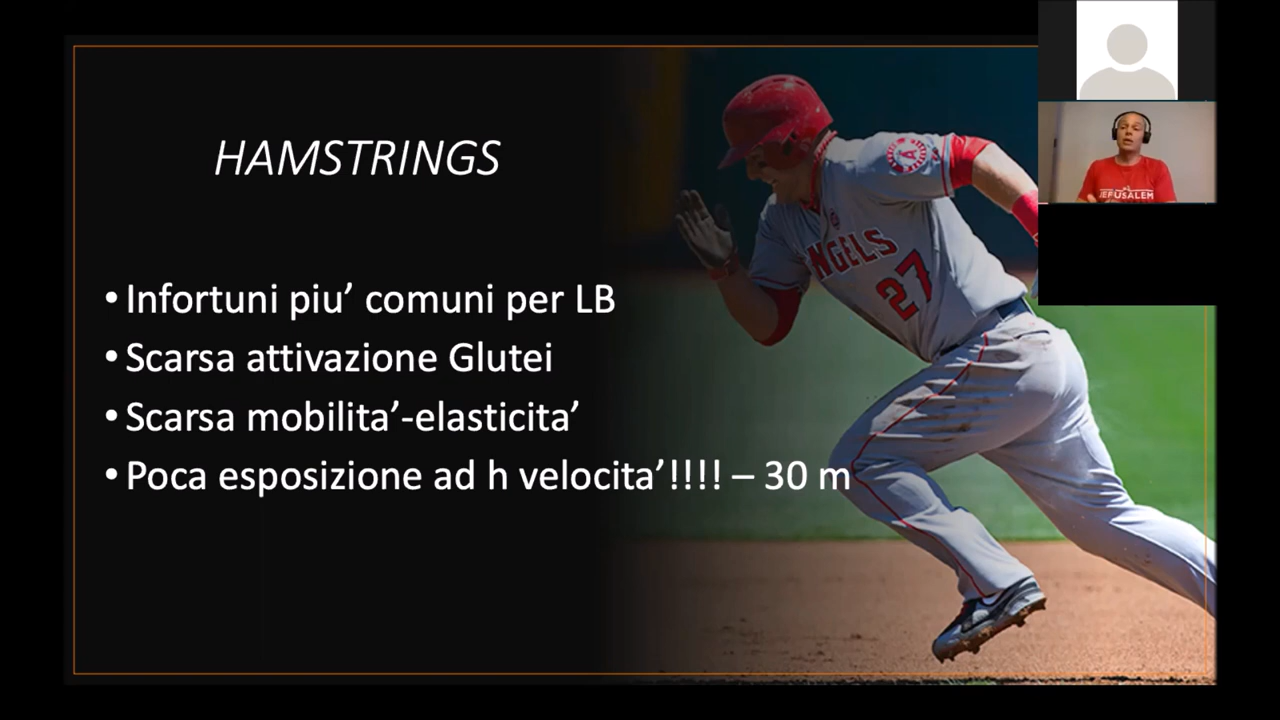 HAMSTRINGS
•Infortuni piu’ comuni per LB
•Scarsa attivazione Glutei
•Scarsa mobilita’-elasticita’
•Poca esposizione ad h velocita’!!!! – 30 m
A
ANGELS
27
JERUSALEM